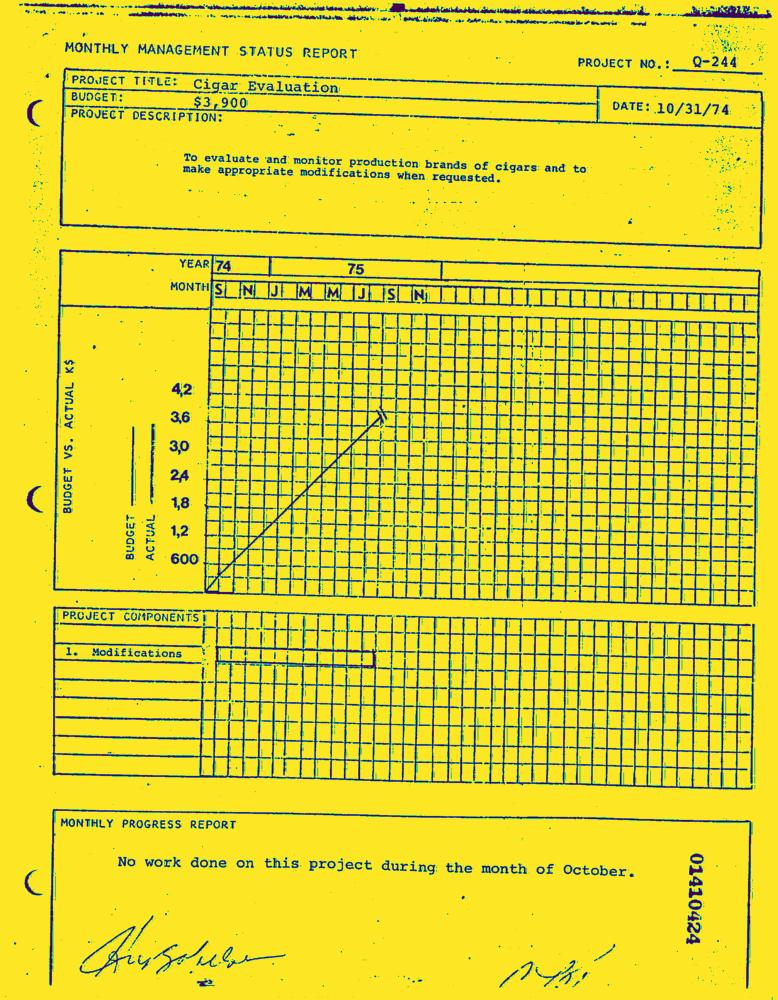 MONTHLY MANAGEMENT STATUS REPORT
PROJECT NO.: Q-244
PROJECT TITLE: Cigar Evaluation
BUDGET: $3,900
DATE: 10/31/74
PROJECT DESCRIPTION:
To evaluate and monitor production brands of cigars and to
make appropriate modifications when requested.
YEAR 74 75
MONTH S N J M M J S N
BUDGET VS. ACTUAL K$
BUDGET
ACTUAL
4,2
3,6
3,0
2,4
1,8
1,2
600
PROJECT COMPONENTS
1. Modifications
MONTHLY PROGRESS REPORT
No work done on this project during the month of October.
01410424